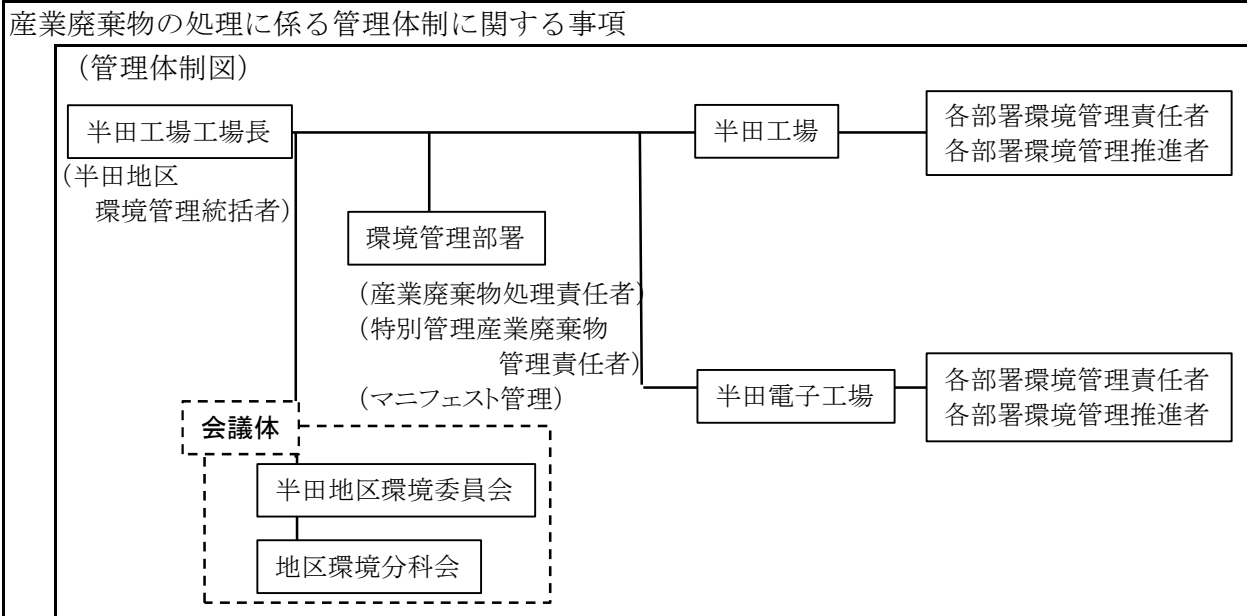 産業廃棄物の処理に係る管理体制に関する事項
（管理体制図）
半田工場工場長
（半田地区
環境管理統括者）
環境管理部署
（産業廃棄物処理責任者）
（特別管理産業廃棄物
管理責任者）
（マニフェスト管理）
半田工場
各部署環境管理責任者
各部署環境管理推進者
半田電子工場
各部署環境管理責任者
各部署環境管理推進者
会議体
半田地区環境委員会
地区環境分科会